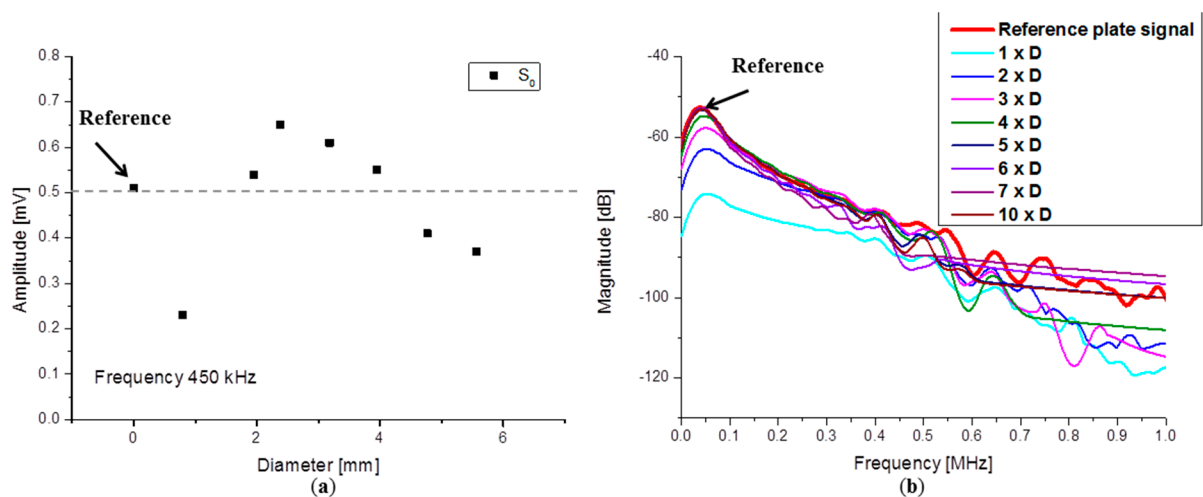 0.8
0.7
0.6
0.5
0.4
0.3
0.2
0.1
0.0
Amplitude [mV]
S0
Reference
Frequency 450 kHz
0
2
4
6
Diameter [mm]
(a)
-40
-60
-80
-100
-120
Magnitude [dB]
Reference
Reference plate signal
1 x D
2 x D
3 x D
4 x D
5 x D
6 x D
7 x D
10 x D
0.0
0.1
0.2
0.3
0.4
0.5
0.6
0.7
0.8
0.9
1.0
Frequency [MHz]
(b)